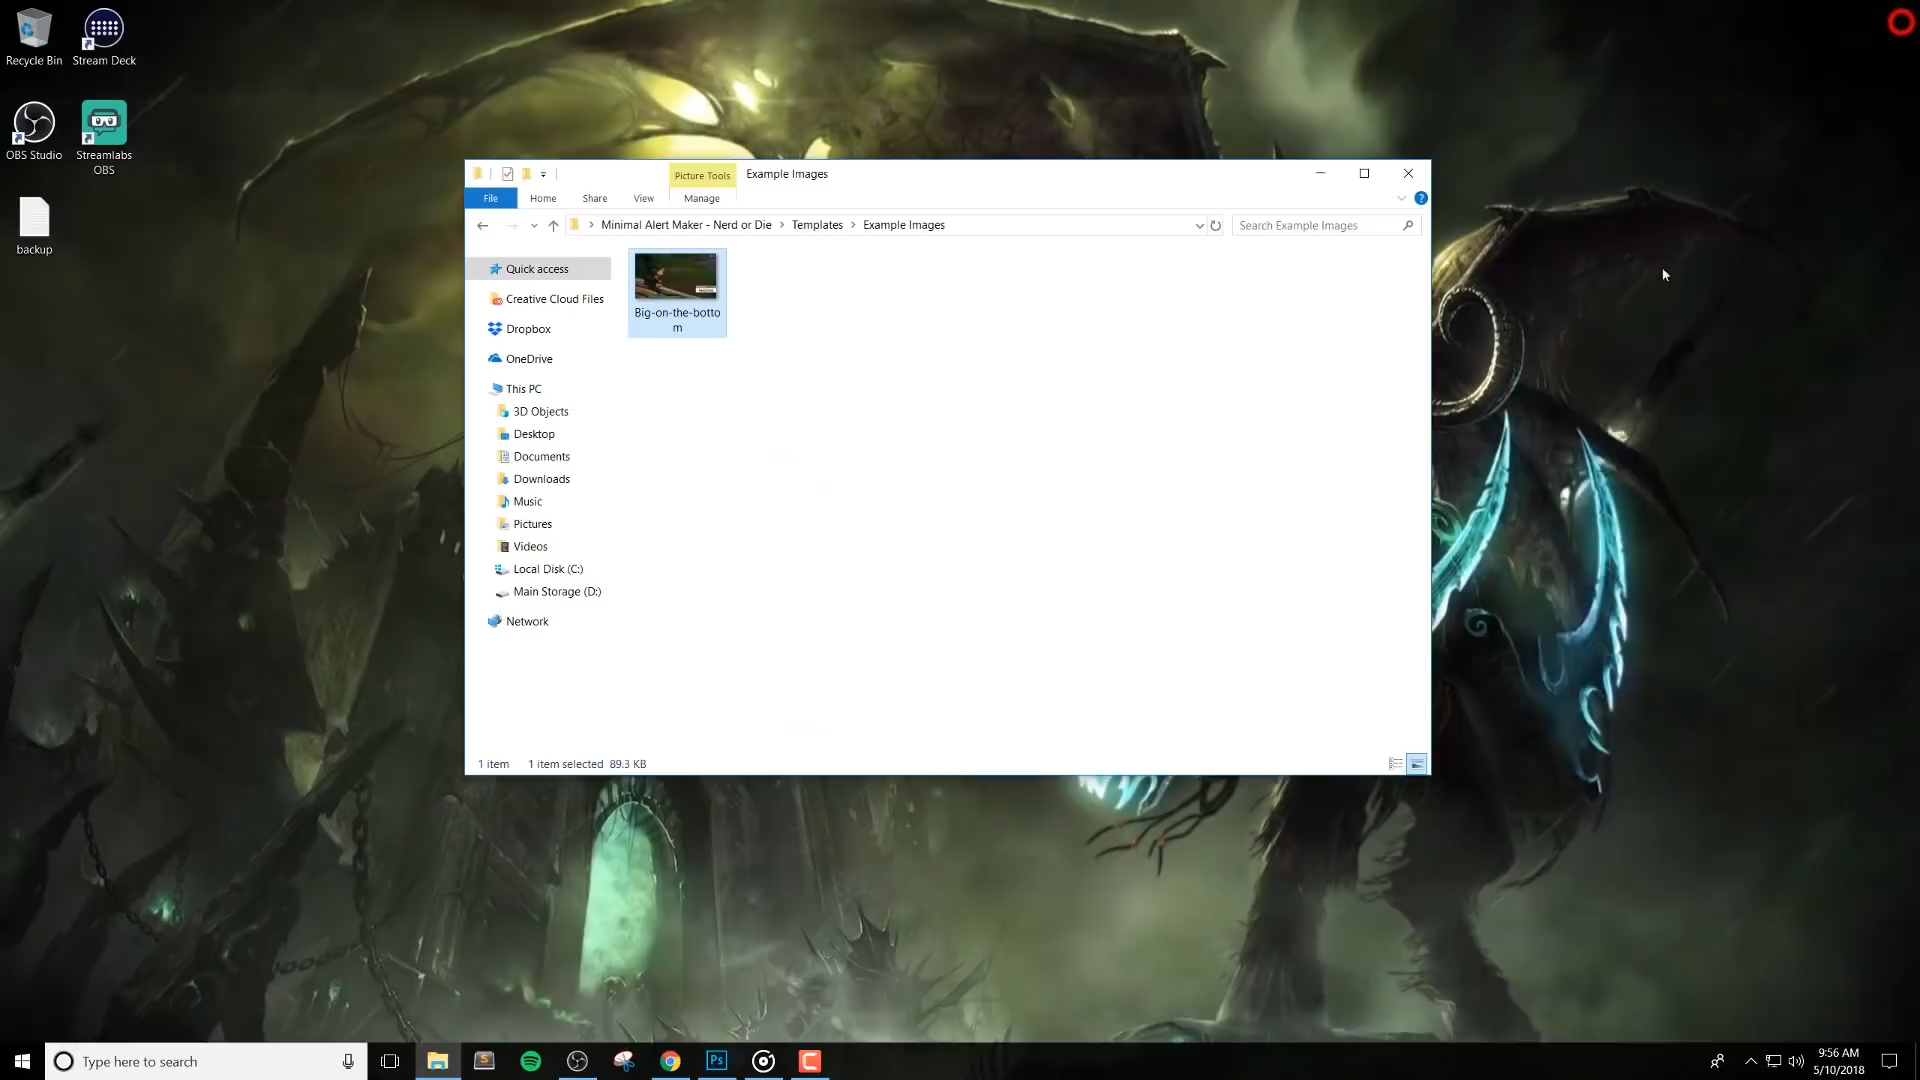 Recycle Bin
Stream Deck
OBS Studio
Streamlabs
OBS
backup
Picture Tools
Example Images
File
Home
Share
View
Manage
Minimal Alert Maker - Nerd or Die
Templates
Example Images
Search Example Images
Quick access
Creative Cloud Files
Dropbox
OneDrive
This PC
3D Objects
Desktop
Documents
Downloads
Music
Pictures
Videos
Local Disk (C:)
Main Storage (D:)
Network
Big-on-the-botto
m
1 item
1 item selected 89.3 KB
Type here to search
S
Ps
9:56 AM
5/10/2018